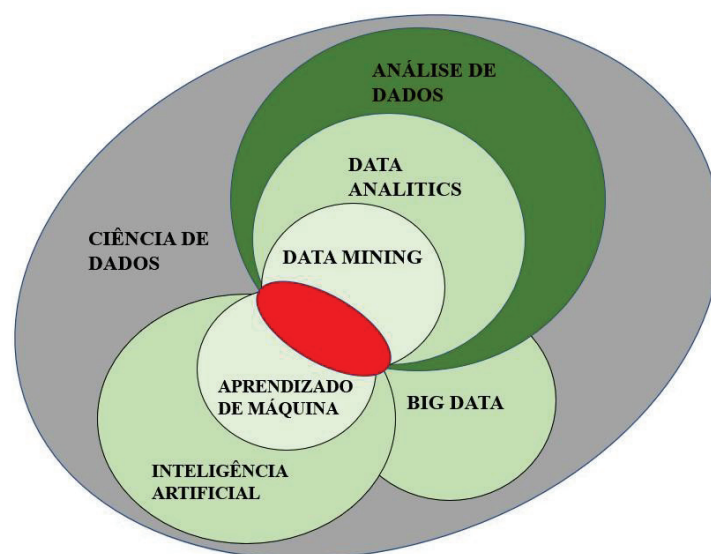 ANÁLISE DE
DADOS
DATA
ANALITICS
CIÊNCIA DE
DADOS
DATA MINING
APRENDIZADO
DE MÁQUINA
BIG DATA
INTELIGÊNCIA
ARTIFICIAL